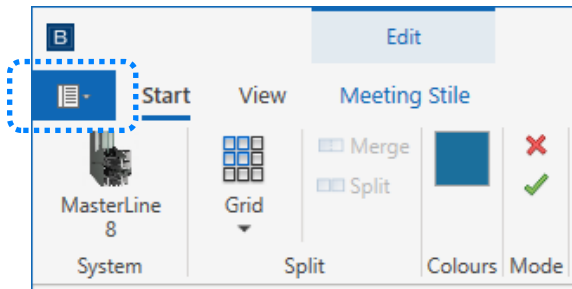 B
Edit
Start View Meeting Stile
Merge
Split
MasterLine
8
Grid
System Split Colours Mode